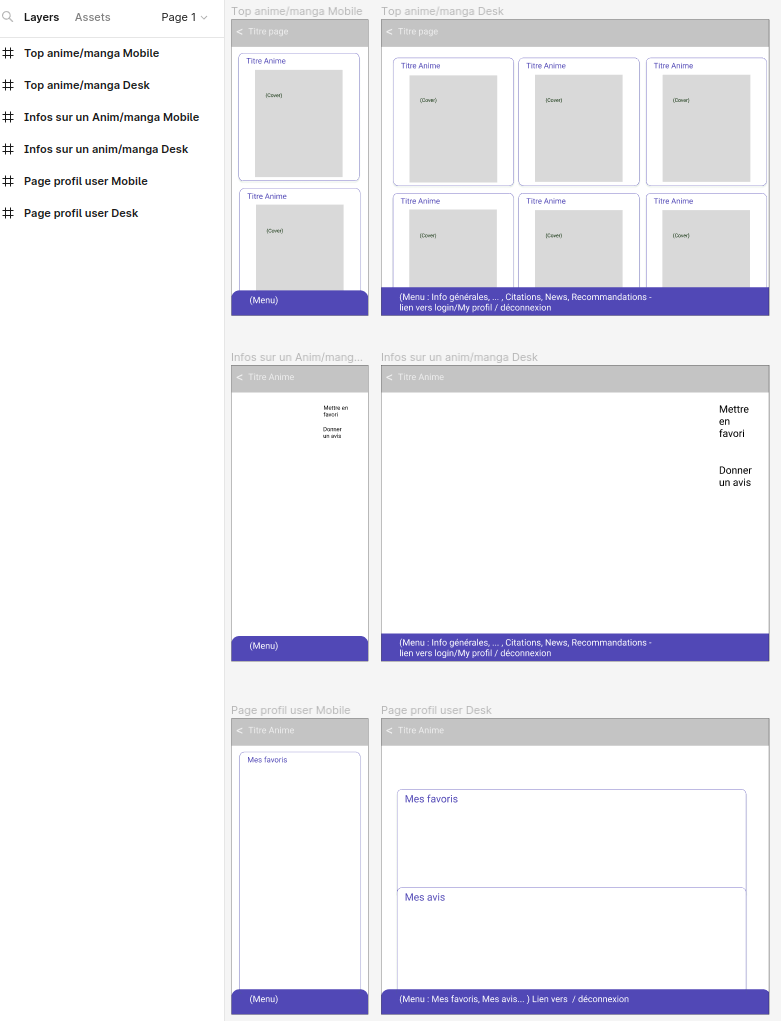 Layers Assets Page 1
Top anime/manga Mobile
Top anime/manga Desk
Infos sur un Anim/manga Mobile
Infos sur un anim/manga Desk
Page profil user Mobile
Page profil user Desk
Top anime/manga Mobile
< Titre page
Titre Anime
(Cover)
Titre Anime
(Cover)
(Menu)
Top anime/manga Desk
< Titre page
Titre Anime
(Cover)
Titre Anime
(Cover)
Titre Anime
(Cover)
Titre Anime
(Cover)
Titre Anime
(Cover)
Titre Anime
(Cover)
(Menu : Info générales, ... , Citations, News, Recommandations -
lien vers login/My profil / déconnexion
Infos sur un Anim/mang...
< Titre Anime
Mettre en
favori
Donner
un avis
(Menu)
Infos sur un anim/manga Desk
< Titre Anime
Mettre
en
favori
Donner
un avis
(Menu : Info générales, ... , Citations, News, Recommandations -
lien vers login/My profil / déconnexion
Page profil user Mobile
< Titre Anime
Mes favoris
(Menu)
Page profil user Desk
< Titre Anime
Mes favoris
Mes avis
(Menu : Mes favoris, Mes avis... ) Lien vers  / déconnexion